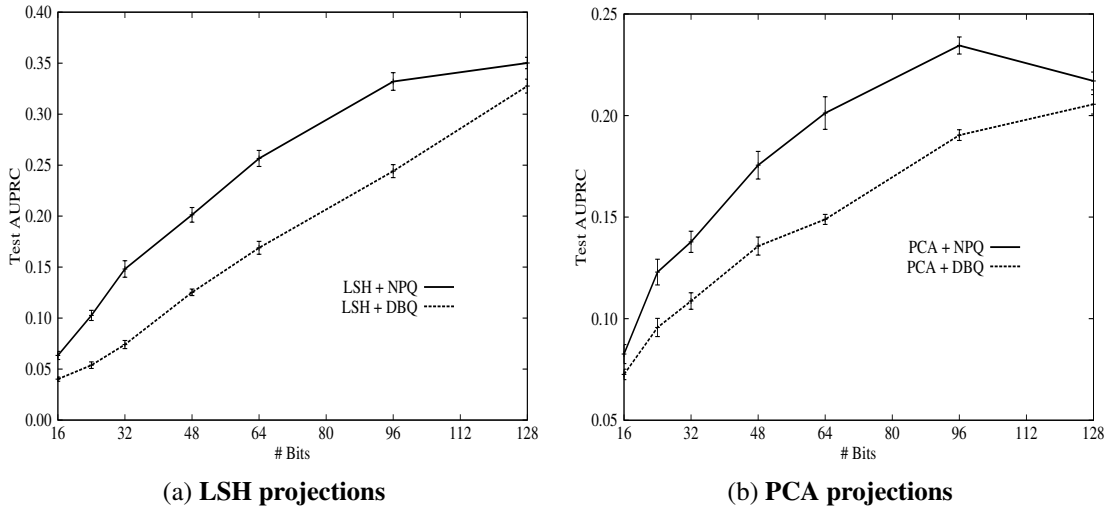 0.40
0.35
0.30
0.25
0.20
0.15
0.10
0.05
0.00
Test AUPRC
LSH + NPQ
LSH + DBQ
16 32 48 64 80 96 112 128
# Bits
(a) LSH projections
0.25
0.20
0.15
0.10
0.05
Test AUPRC
PCA + NPQ
PCA + DBQ
16 32 48 64 80 96 112 128
# Bits
(b) PCA projections